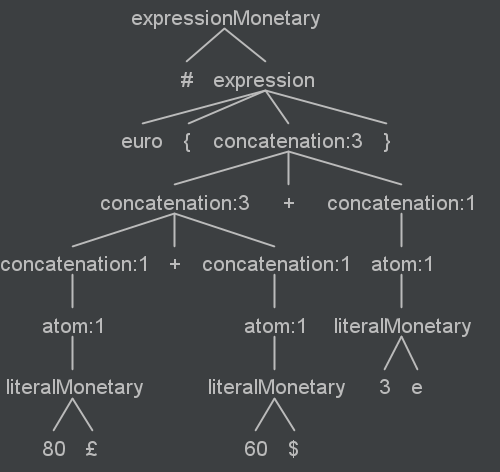 expressionMonetary
# expression
euro { concatenation:3 }
concatenation:3 + concatenation:1
concatenation:1 + concatenation:1 atom:1
atom:1 atom:1 literalMonetary
literalMonetary literalMonetary 3 e
80 £ 60 $